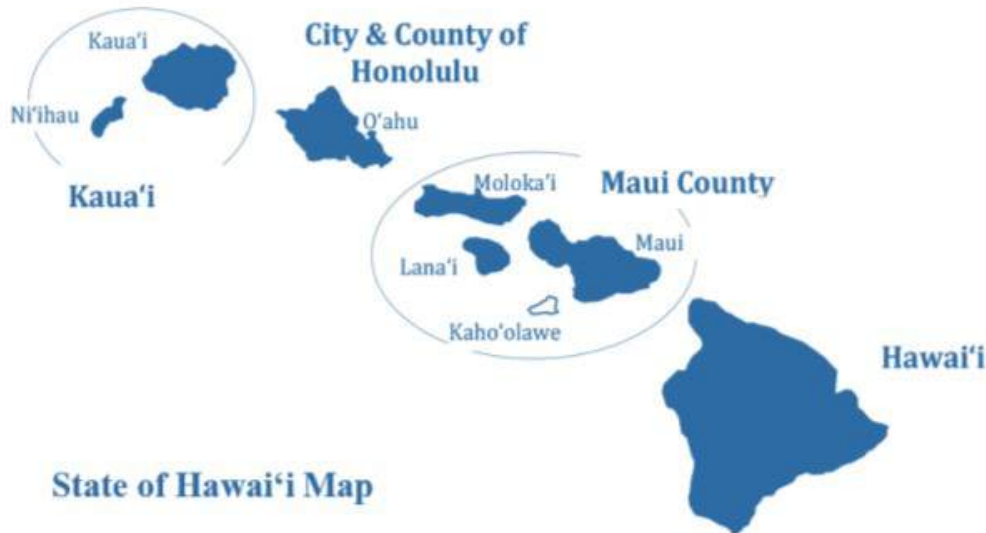 Kaua‘i
City & County of
Honolulu
Ni‘ihau
O‘ahu
Kaua‘i
Moloka‘i
Maui County
Maui
Lana‘i
Kaho‘olawe
Hawai‘i
State of Hawai‘i Map